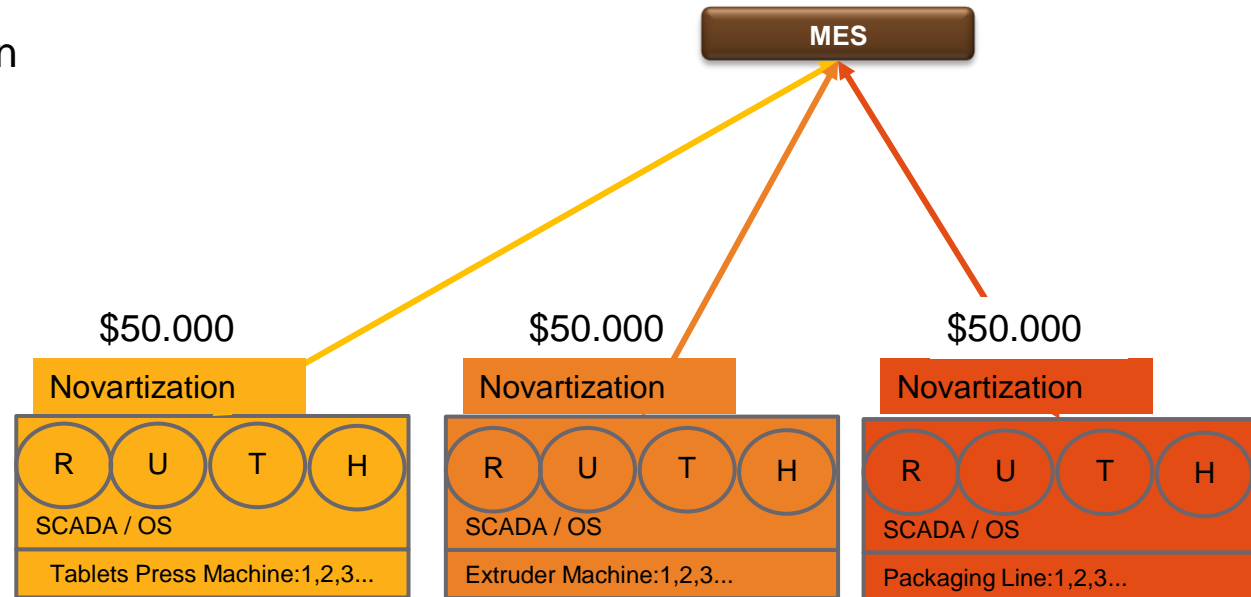 n
MES
$50.000
$50.000
$50.000
Novartization
Novartization
Novartization
R U T H
R U T H
R U T H
SCADA / OS
SCADA / OS
SCADA / OS
Tablets Press Machine:1,2,3...
Extruder Machine:1,2,3...
Packaging Line:1,2,3...